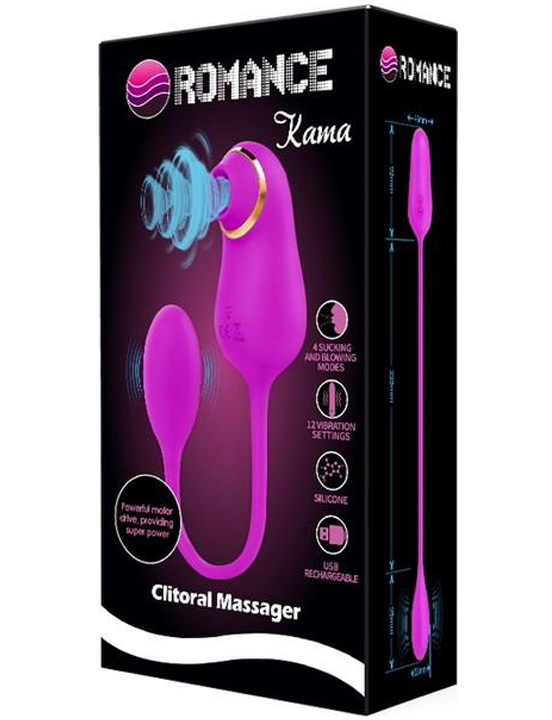 ROMANCE
Kama
4 SUCKING
AND BLOWING
MODES
12 VIBRATION
SETTINGS
SILICONE
USB
RECHARGEABLE
Powerful motor
drive, providing
super power
Clitoral Massager
ROMANCE